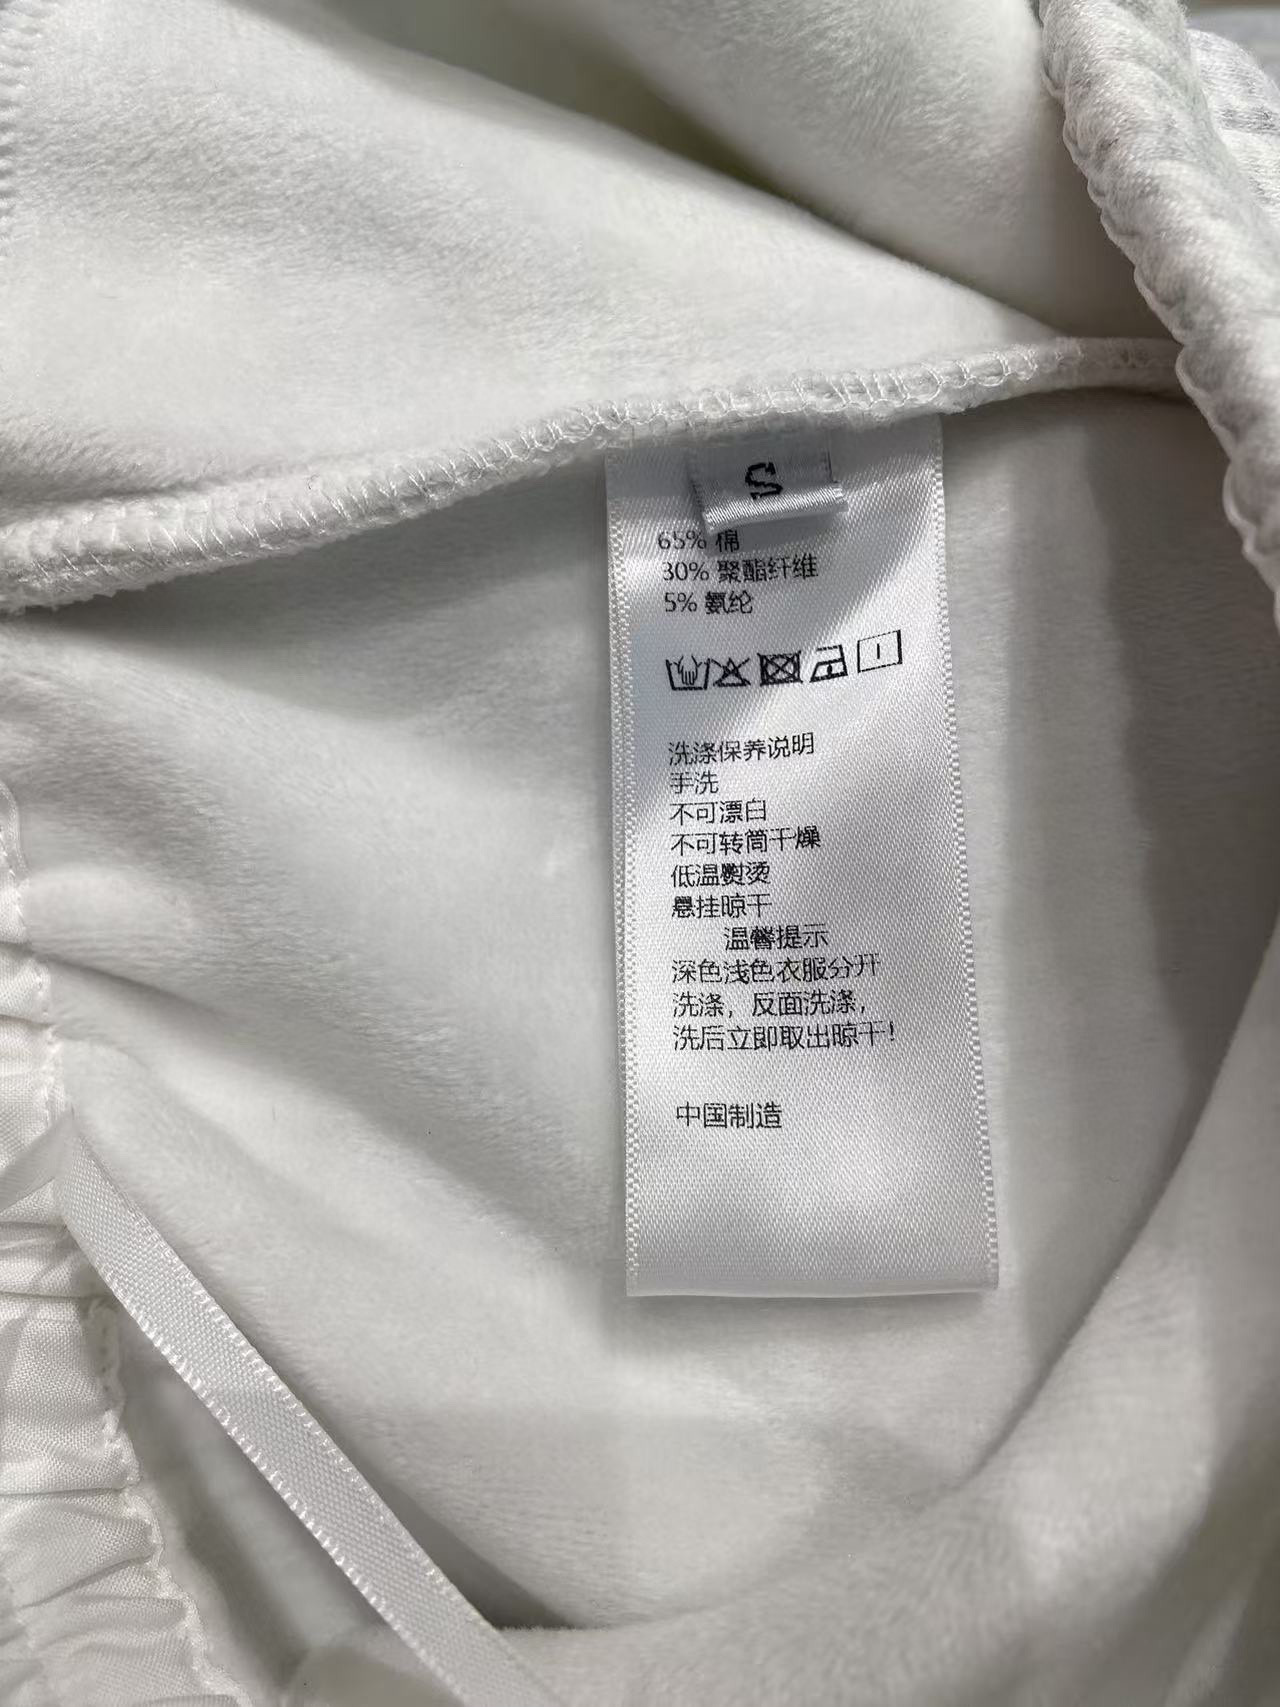 S
65% 棉
30% 聚酯纤维
5% 氨纶
洗涤保养说明
手洗
不可漂白
不可转筒干燥
低温熨烫
悬挂晾干
温馨提示
深色浅色衣服分开
洗涤，反面洗涤，
洗后立即取出晾干！
中国制造